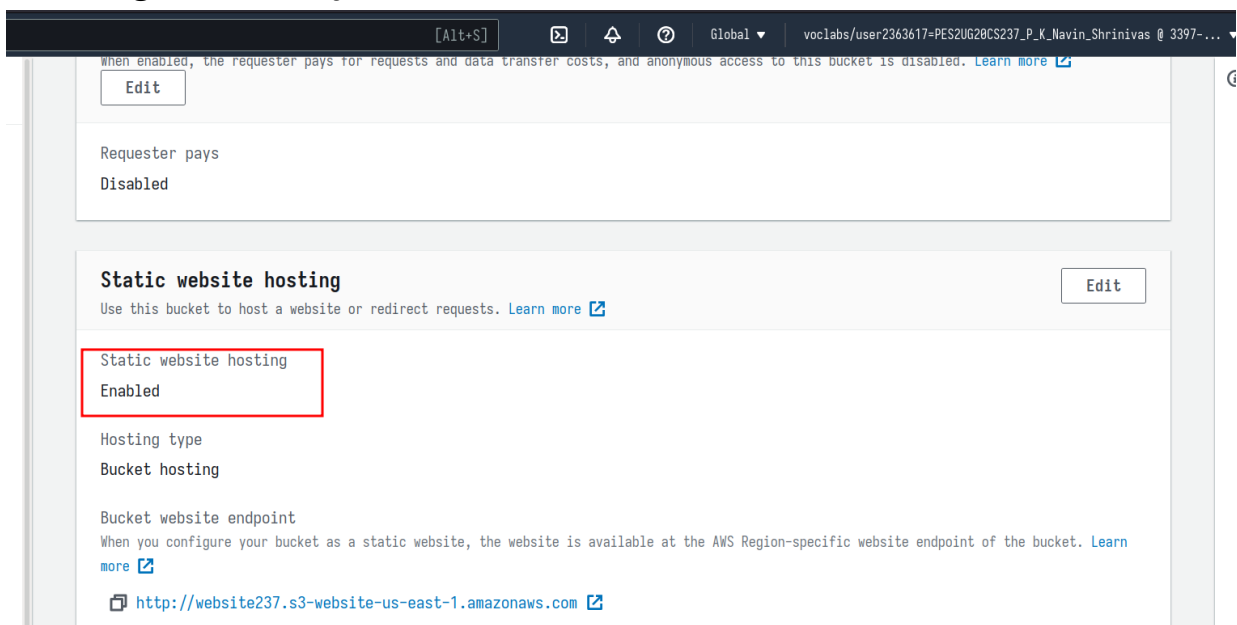 [Alt+S] Global ▼ voclabs/user2363617=PES2UG20CS237_P_K_Navin_Shrinivas @ 3397-... ▼
When enabled, the requester pays for requests and data transfer costs, and anonymous access to this bucket is disabled. Learn more
Edit
Requester pays
Disabled
Static website hosting
Edit
Use this bucket to host a website or redirect requests. Learn more
Static website hosting
Enabled
Hosting type
Bucket hosting
Bucket website endpoint
When you configure your bucket as a static website, the website is available at the AWS Region-specific website endpoint of the bucket. Learn
more
http://website237.s3-website-us-east-1.amazonaws.com